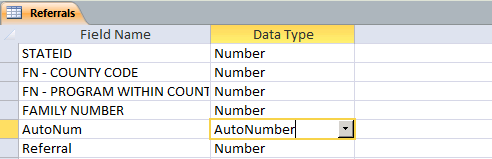 Referrals
Field Name Data Type
STATEID Number
FN - COUNTY CODE Number
FN - PROGRAM WITHIN COUNT Number
FAMILY NUMBER Number
AutoNum AutoNumber
Referral Number